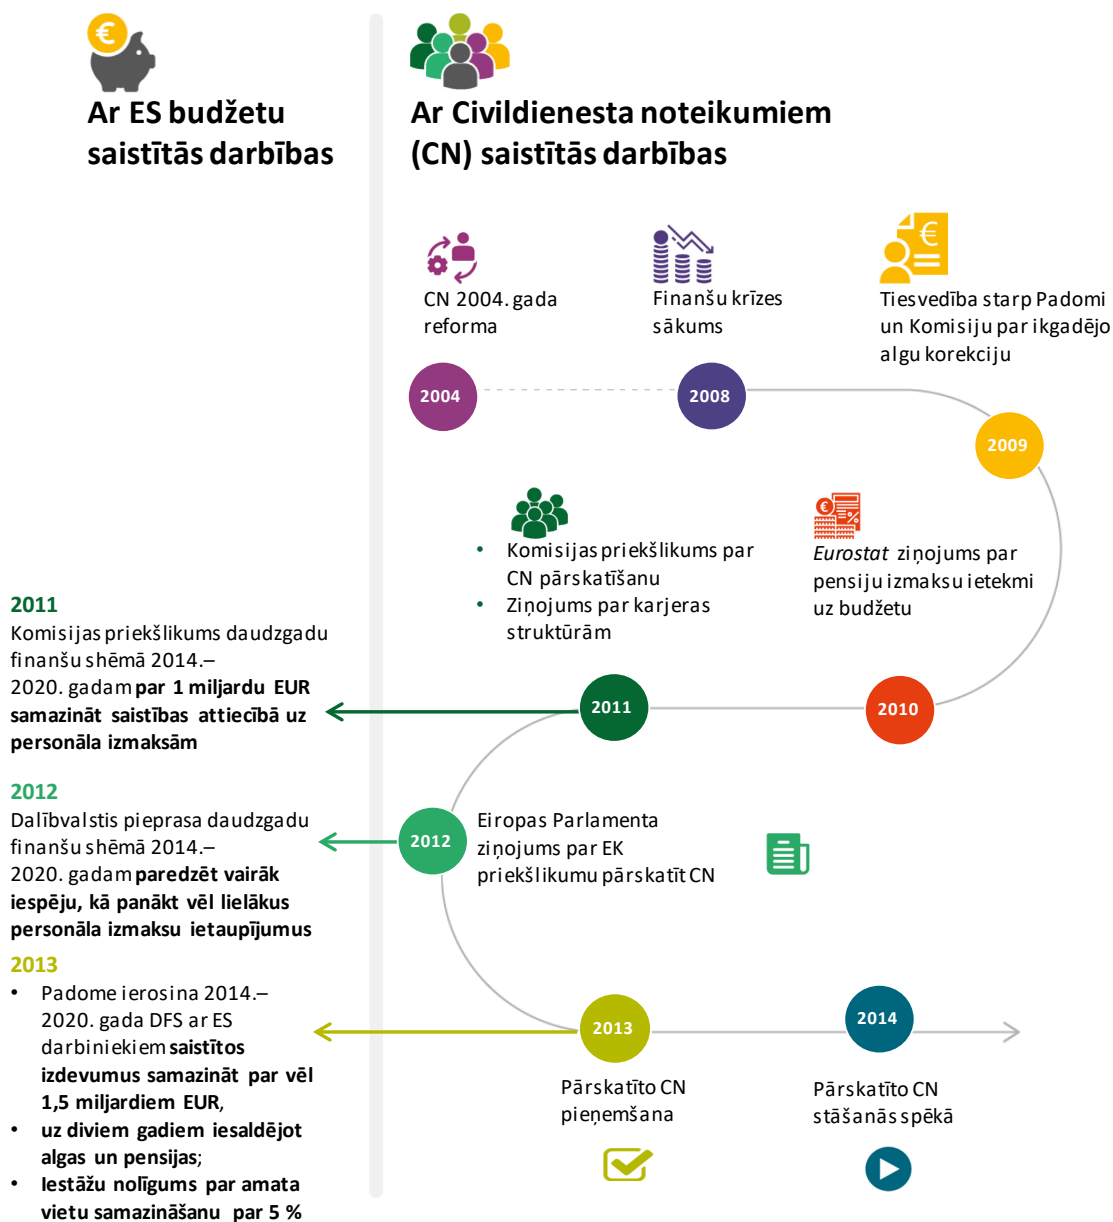 Ar ES budžetu
saistītās darbības
Ar Civildienesta noteikumiem
(CN) saistītās darbības
CN 2004. gada
reforma
Finanšu krīzes
sākums
€
Tiesvedība starp Padomi
un Komisiju par ikgadējo
algu korekciju
2004
2008
2009
• Komisijas priekšlikums par
CN pārskatīšanu
• Ziņojums par karjeras
struktūrām
Eurostat ziņojums par
pensiju izmaksu ietekmi
uz budžetu
2011
2010
2011
Komisijas priekšlikums daudzgadu
finanšu shēmā 2014.–
2020. gadam par 1 miljardu EUR
samazināt saistības attiecībā uz
personāla izmaksām
2012
Dalībvalstis pieprasa daudzgadu
finanšu shēmā 2014.–
2020. gadam paredzēt vairāk
iespēju, kā panākt vēl lielākus
personāla izmaksu ietaupījumus
2012
Eiropas Parlamenta
ziņojums par EK
priekšlikumu pārskatīt CN
2013
• Padome ierosina 2014.–
2020. gada DFS ar ES
darbiniekiem saistītos
izdevumus samazināt par vēl
1,5 miljardiem EUR,
• uz diviem gadiem iesaldējot
algas un pensijas;
• Iestāžu nolīgums par amata
vietu samazināšanu par 5 %
2013
2014
Pārskatīto CN
pieņemšana
Pārskatīto CN
stāšanās spēkā